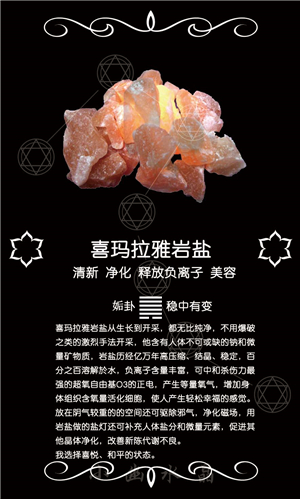 喜玛拉雅岩盐
清新 净化 释放负离子 美容
姤卦 稳中有变
喜玛拉雅岩盐从生长到开采，都无比纯净，不用爆破
之类的激烈手法开采，他含有人体不可或缺的钠和微
量矿物质，岩盐历经亿万年高压缩、结晶、稳定，百
分之百溶解於水，负离子含量丰富，可中和杀伤力最
强的超氧自由基O3的正电，产生等量氧气，增加身
体组织含氧量活化细胞，使人产生轻松幸福的感觉。
放在阴气较重的的空间还可驱除邪气，净化磁场，用
岩盐做的盐灯还可补充人体盐分和微量元素，促进其
他晶体净化，改善新陈代谢不良。
我选择喜悦、和平的状态。